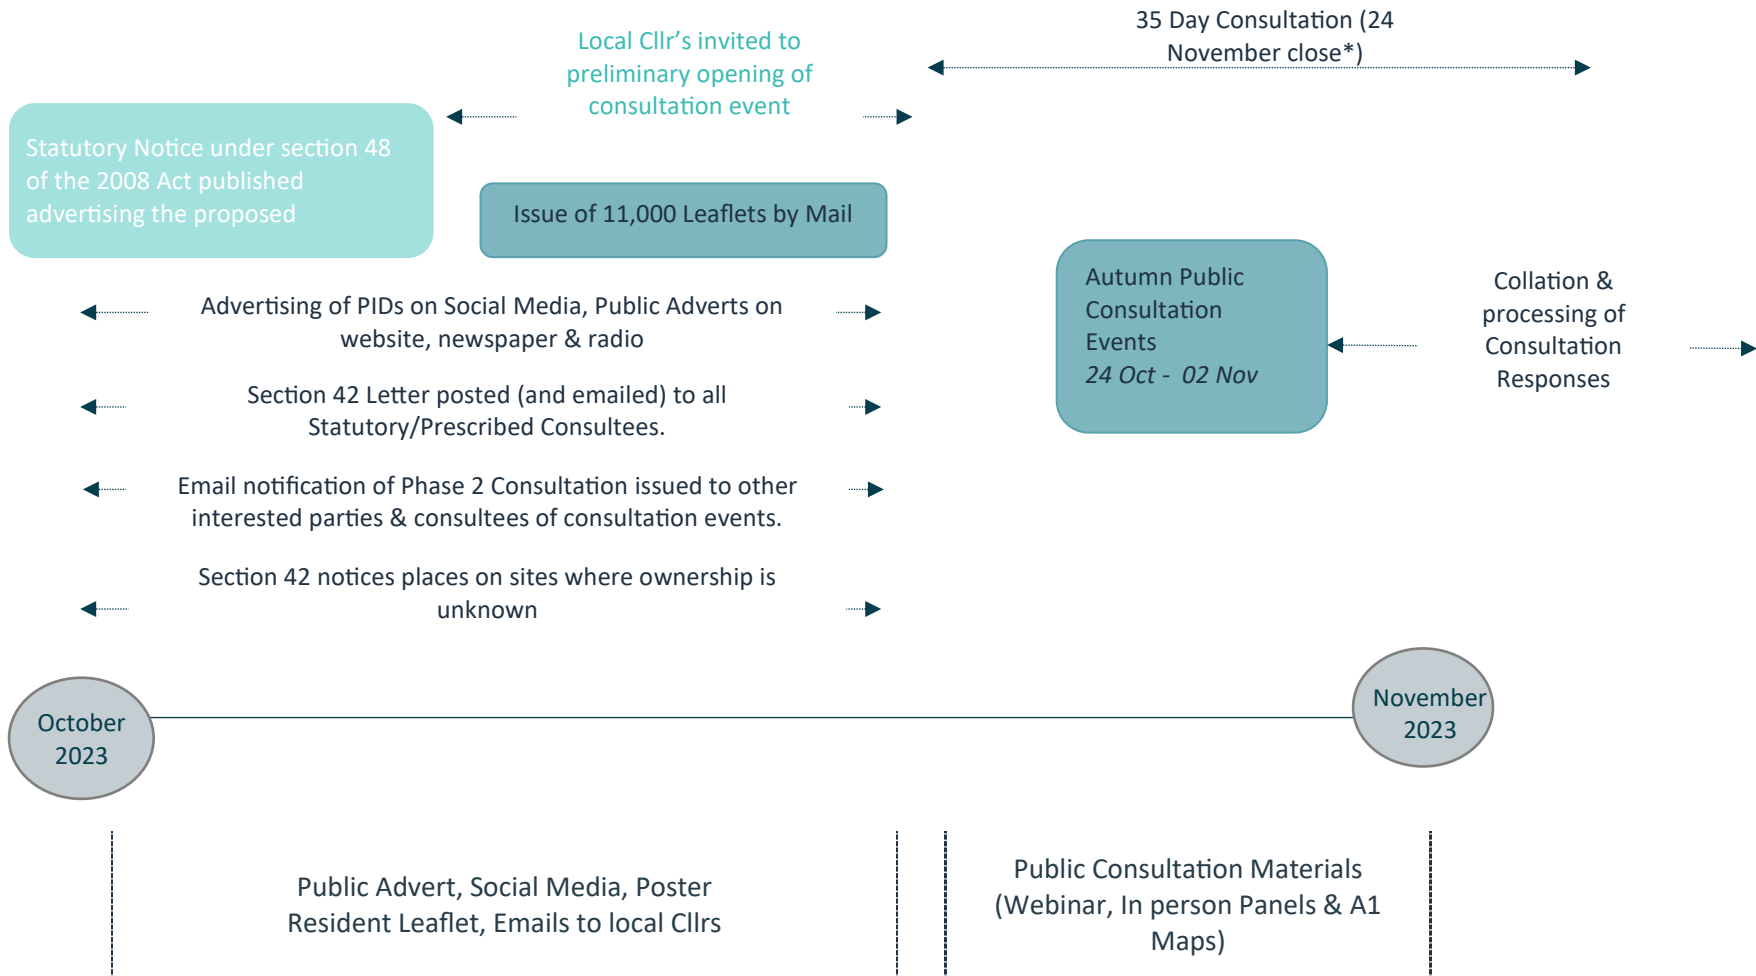 35 Day Consultation (24
November close*)
Local Cllr's invited to
preliminary opening of
consultation event
Statutory Notice under section 48
of the 2008 Act published
advertising the proposed
Issue of 11,000 Leaflets by Mail
Autumn Public
Consultation
Events
24 Oct - 02 Nov
Collation &
processing of
Consultation
Responses
Advertising of PIDs on Social Media, Public Adverts on
website, newspaper & radio
Section 42 Letter posted (and emailed) to all
Statutory/Prescribed Consultees.
Email notification of Phase 2 Consultation issued to other
interested parties & consultees of consultation events.
Section 42 notices places on sites where ownership is
unknown
October
2023
November
2023
Public Advert, Social Media, Poster
Resident Leaflet, Emails to local Cllrs
Public Consultation Materials
(Webinar, In person Panels & A1
Maps)